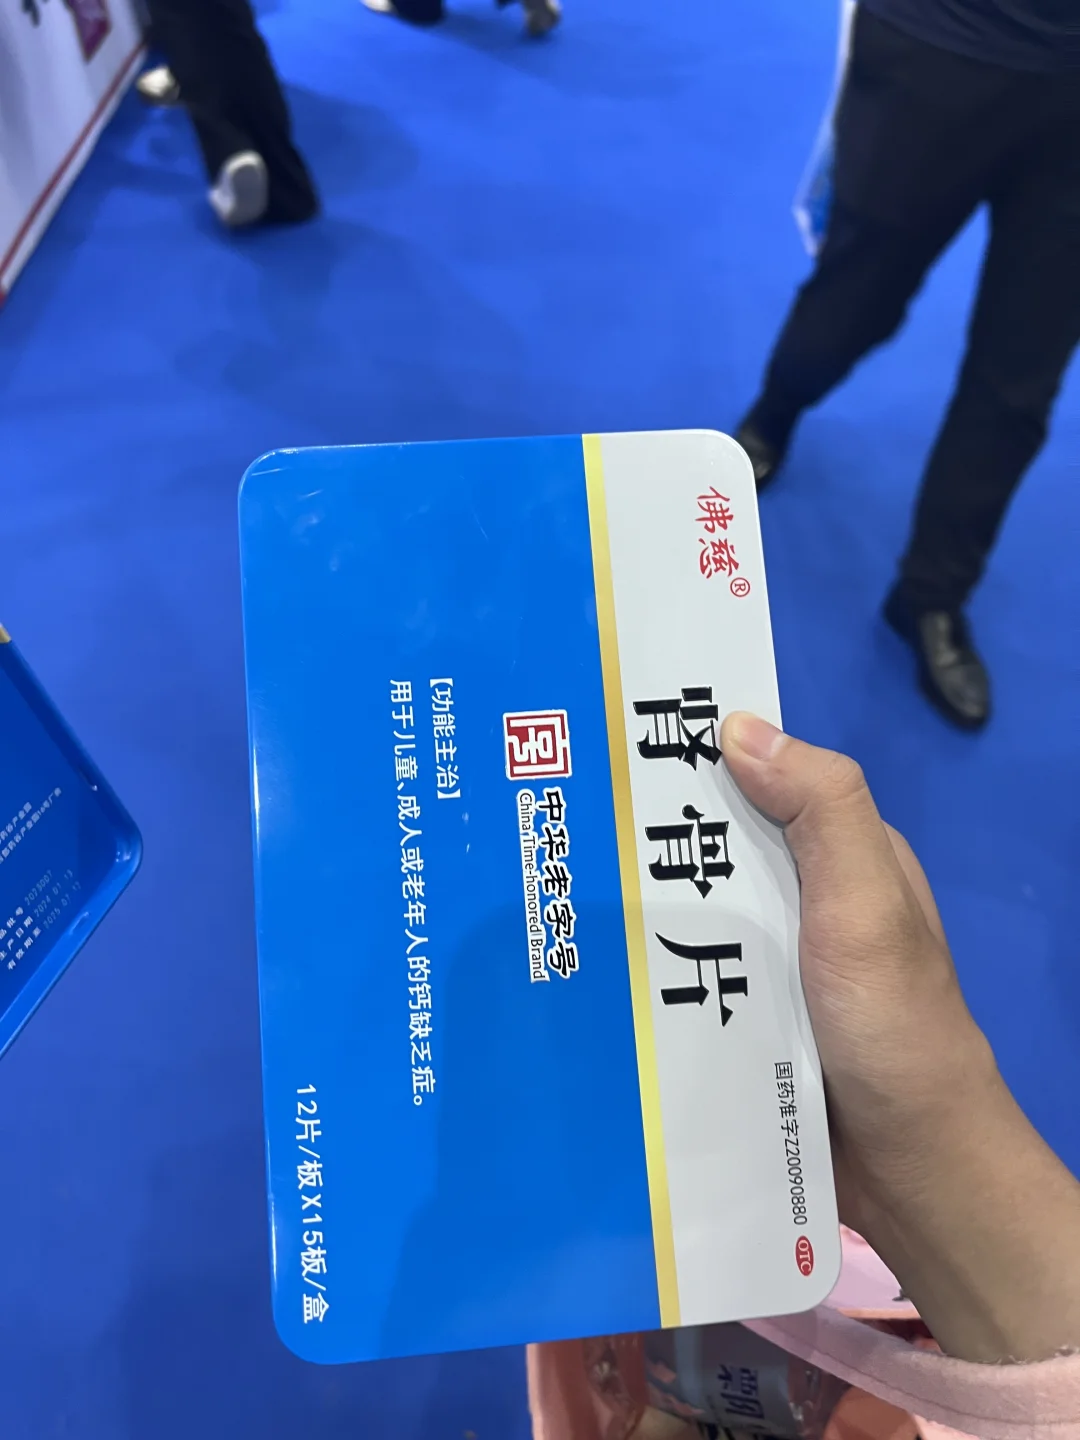 佛慈®
肾骨片
国药准字Z20090880
OTC
中华老字号
China Time-honored Brand
【功能主治】
用于儿童、成人或老年人的钙缺乏症。
12片/板X15板/盒